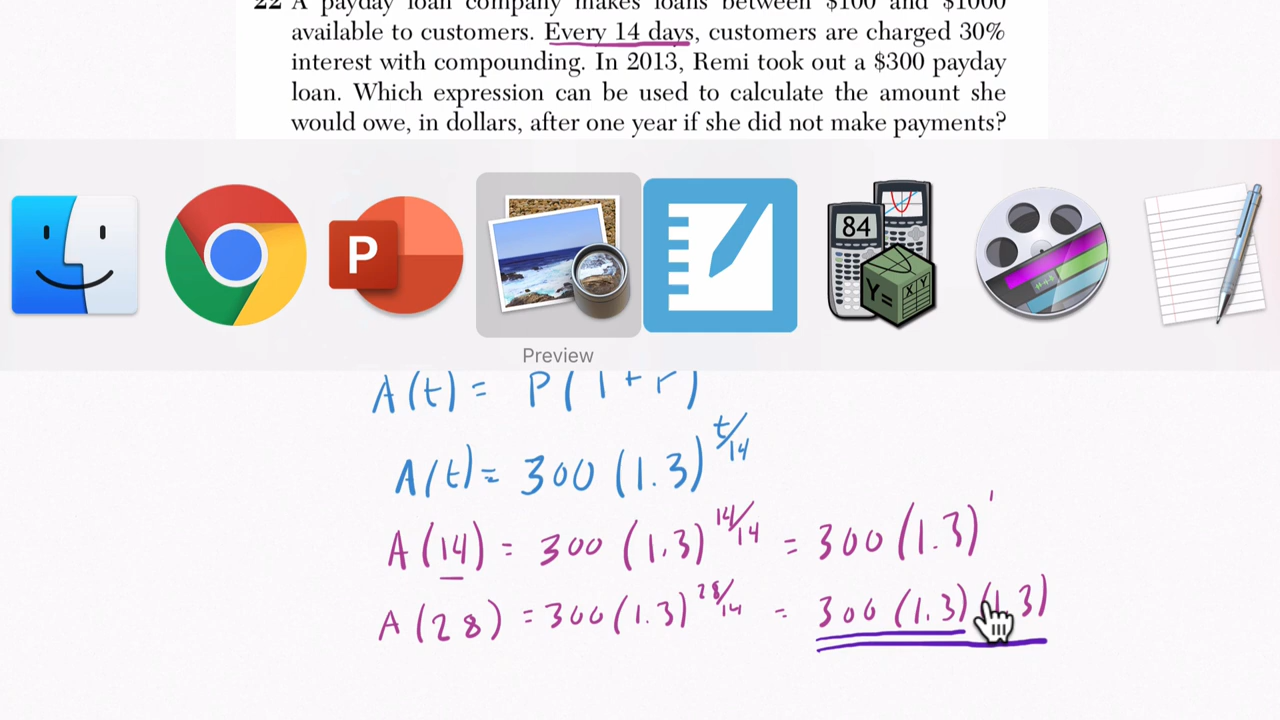 22 A payday loan company makes loans between $100 and $1000
available to customers. Every 14 days, customers are charged 30%
interest with compounding. In 2013, Remi took out a $300 payday
loan. Which expression can be used to calculate the amount she
would owe, in dollars, after one year if she did not make payments?
P
84
Y=
X Y
Preview
A(t) = P(1+r)
A(t) = 300 (1.3)^t/14
A(14) = 300 (1.3)^14/14 = 300 (1.3)^1
A(28) = 300 (1.3)^28/14 = 300 (1.3)(1.3)